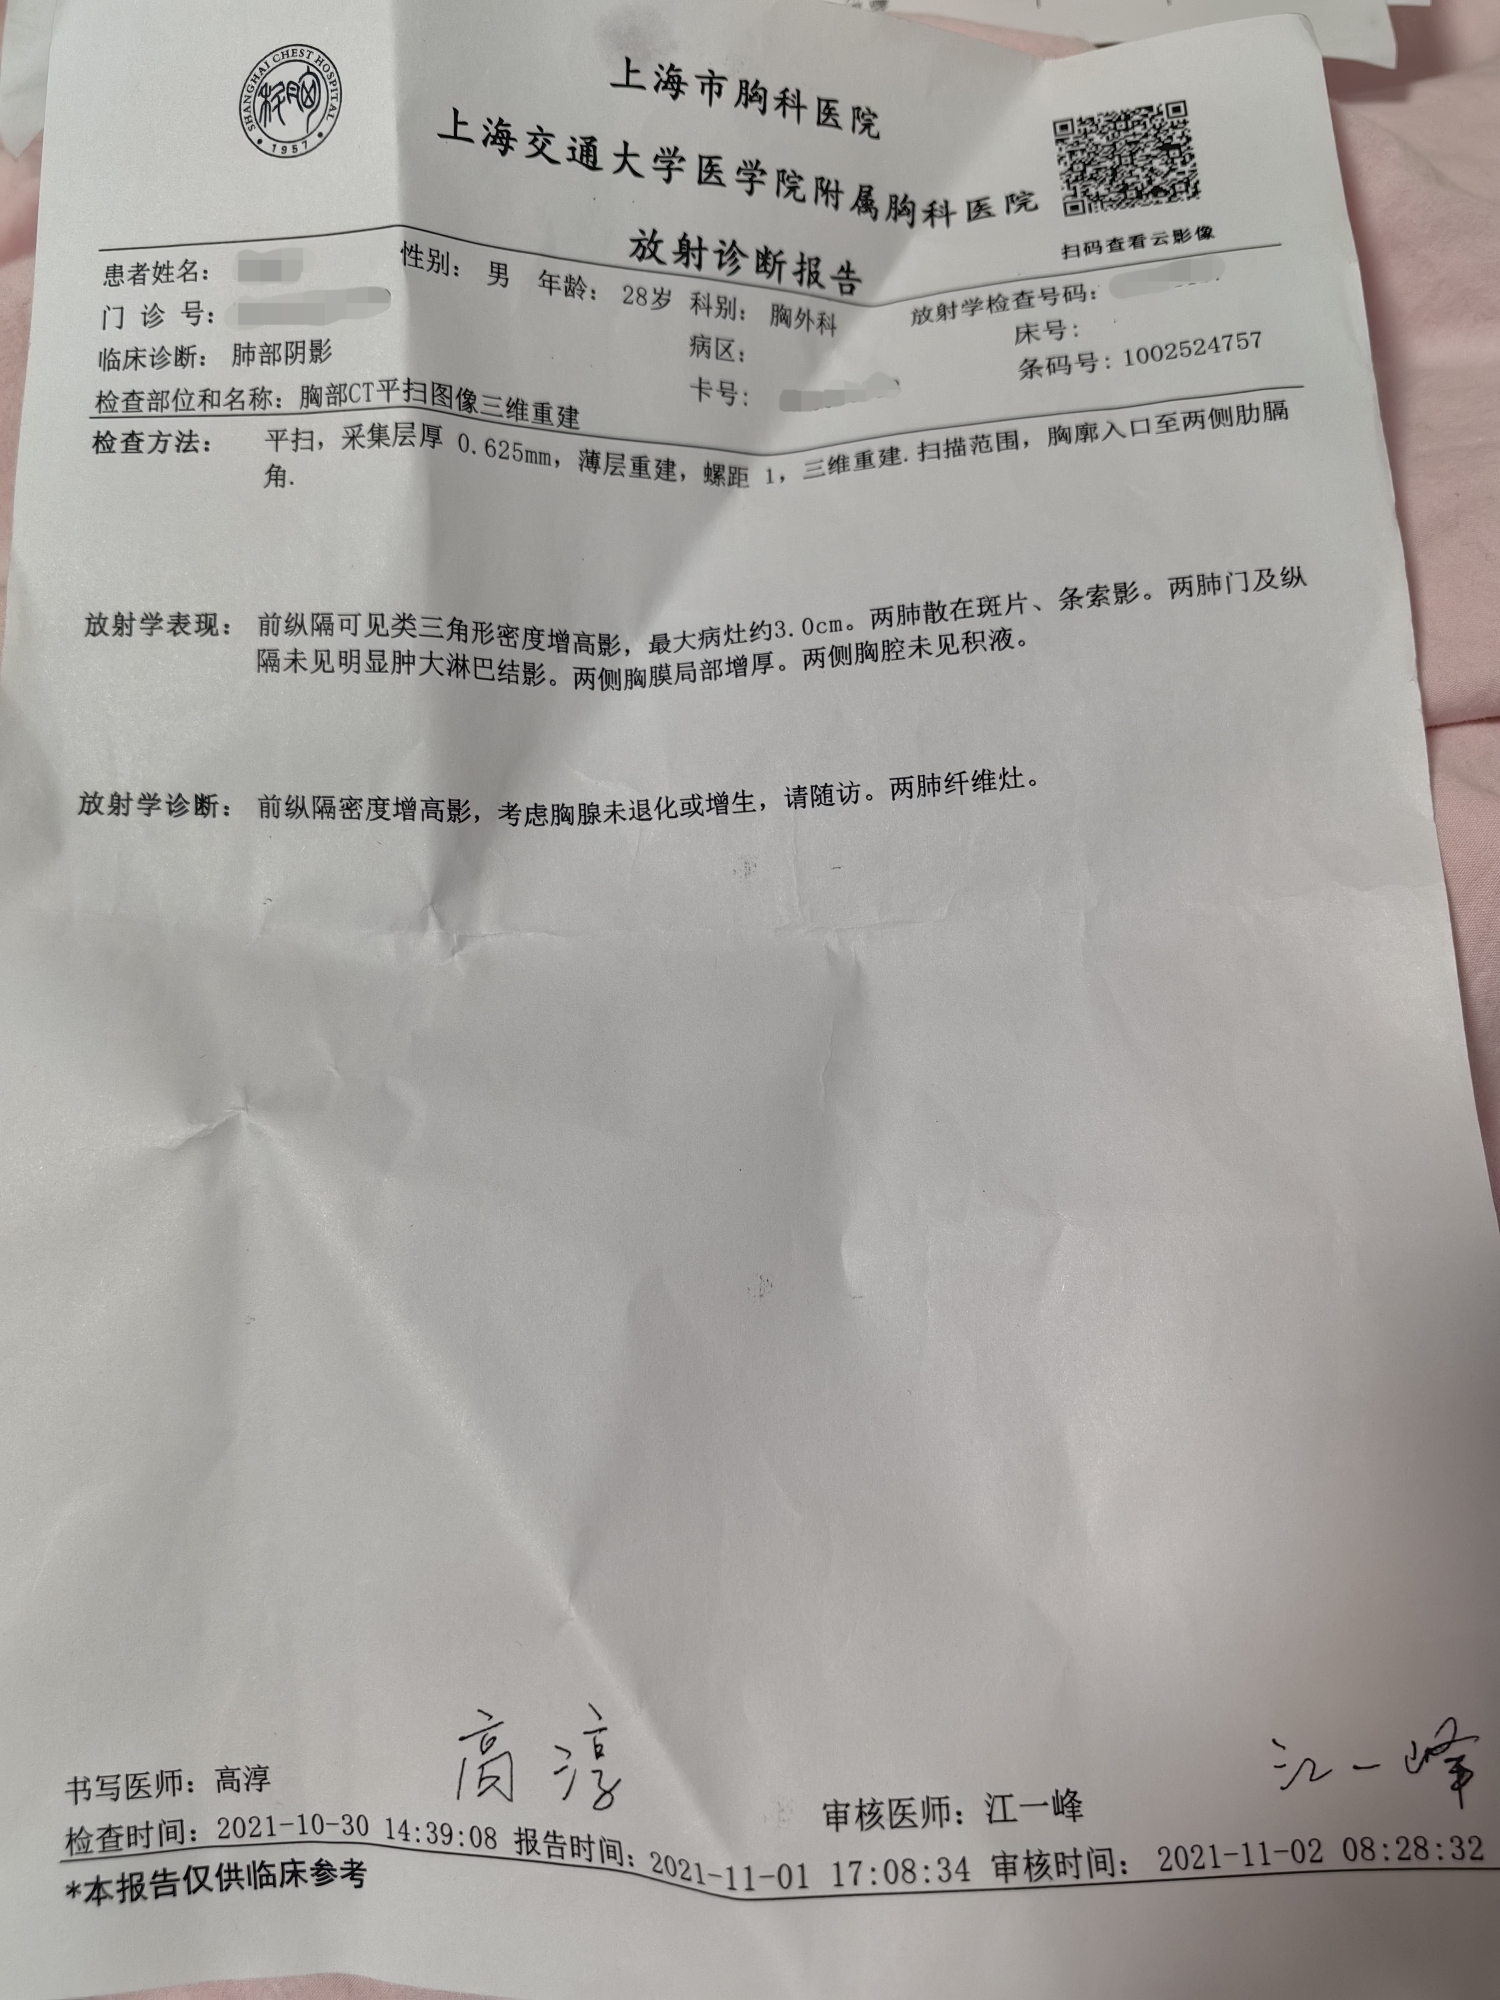 SHANGHAI CHEST HOSPITAL
1957
上海市胸科医院
上海交通大学医学院附属胸科医院
放射诊断报告
扫码查看云影像
患者姓名： 性别： 男 年龄： 28岁 科别： 胸外科 放射学检查号码：
门 诊 号： 病区： 床号：
临床诊断： 肺部阴影 卡号： 条码号：1002524757
检查部位和名称：胸部CT平扫图像三维重建
检查方法： 平扫，采集层厚 0.625mm，薄层重建，螺距 1，三维重建.扫描范围，胸廓入口至两侧肋膈
角.
放射学表现： 前纵隔可见类三角形密度增高影，最大病灶约3.0cm。两肺散在斑片、条索影。两肺门及纵
隔未见明显肿大淋巴结影。两侧胸膜局部增厚。两侧胸腔未见积液。
放射学诊断： 前纵隔密度增高影，考虑胸腺未退化或增生，请随访。两肺纤维灶。
书写医师：高淳 高淳 审核医师：江一峰 江一峰
检查时间：2021-10-30 14:39:08 报告时间：2021-11-01 17:08:34 审核时间： 2021-11-02 08:28:32
*本报告仅供临床参考